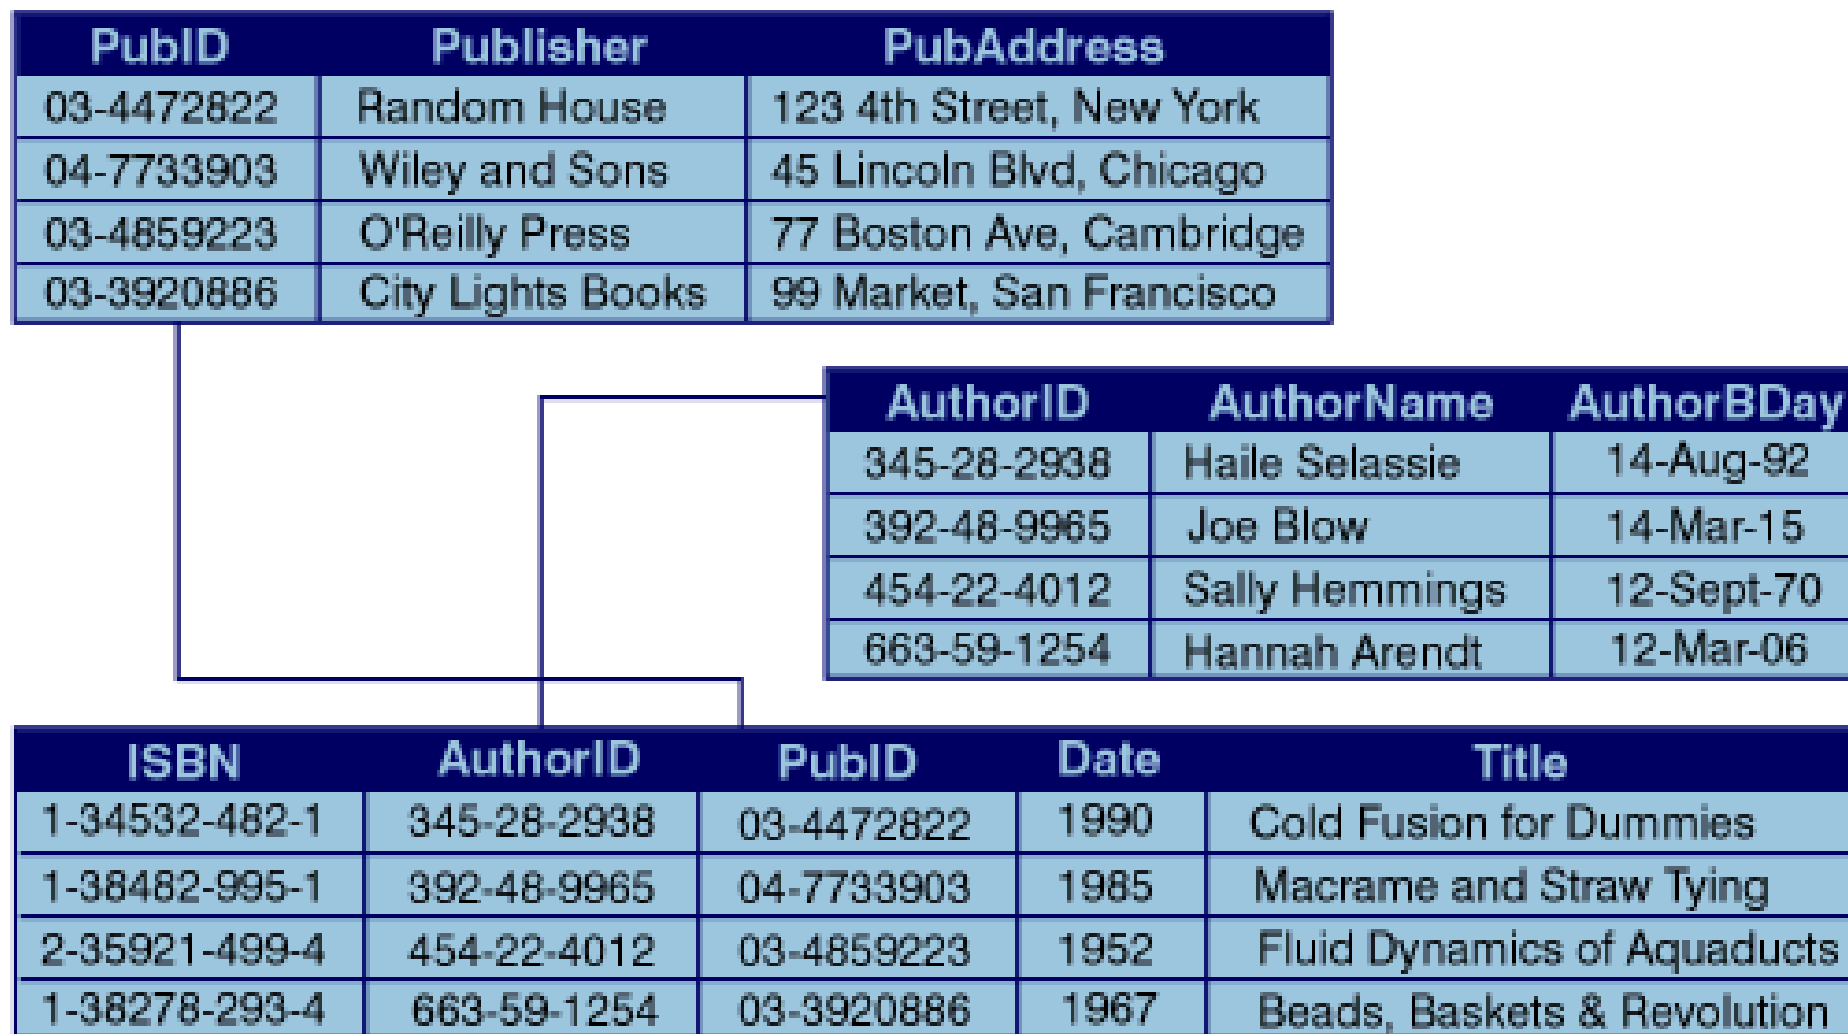 PubID Publisher PubAddress
03-4472822 Random House 123 4th Street, New York
04-7733903 Wiley and Sons 45 Lincoln Blvd, Chicago
03-4859223 O'Reilly Press 77 Boston Ave, Cambridge
03-3920886 City Lights Books 99 Market, San Francisco
AuthorID AuthorName AuthorBDay
345-28-2938 Haile Selassie 14-Aug-92
392-48-9965 Joe Blow 14-Mar-15
454-22-4012 Sally Hemmings 12-Sept-70
663-59-1254 Hannah Arendt 12-Mar-06
ISBN AuthorID PubID Date Title
1-34532-482-1 345-28-2938 03-4472822 1990 Cold Fusion for Dummies
1-38482-995-1 392-48-9965 04-7733903 1985 Macrame and Straw Tying
2-35921-499-4 454-22-4012 03-4859223 1952 Fluid Dynamics of Aquaducts
1-38278-293-4 663-59-1254 03-3920886 1967 Beads, Baskets & Revolution